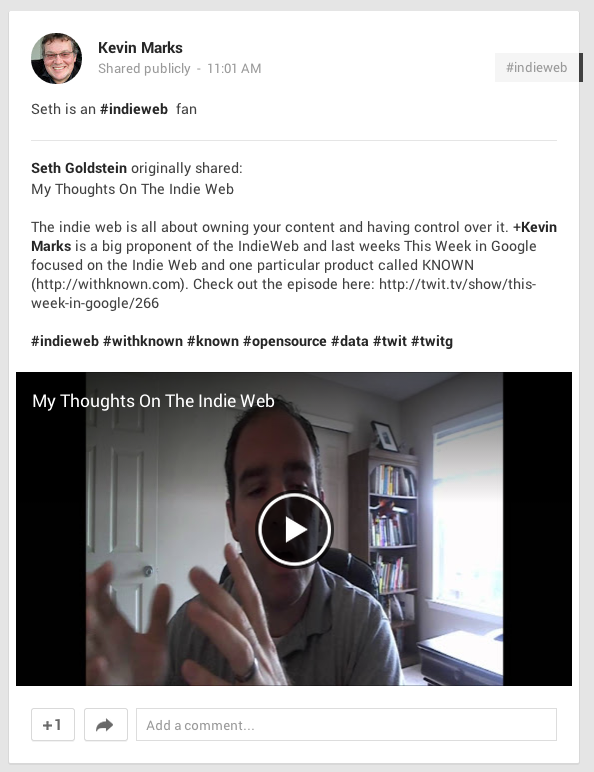 Kevin Marks
Shared publicly - 11:01 AM
#indieweb
Seth is an #indieweb fan
Seth Goldstein originally shared:
My Thoughts On The Indie Web
The indie web is all about owning your content and having control over it. +Kevin
Marks is a big proponent of the IndieWeb and last weeks This Week in Google
focused on the Indie Web and one particular product called KNOWN
(http://withknown.com). Check out the episode here: http://twit.tv/show/this-
week-in-google/266
#indieweb #withknown #known #opensource #data #twit #twitg
My Thoughts On The Indie Web
+1
Add a comment...